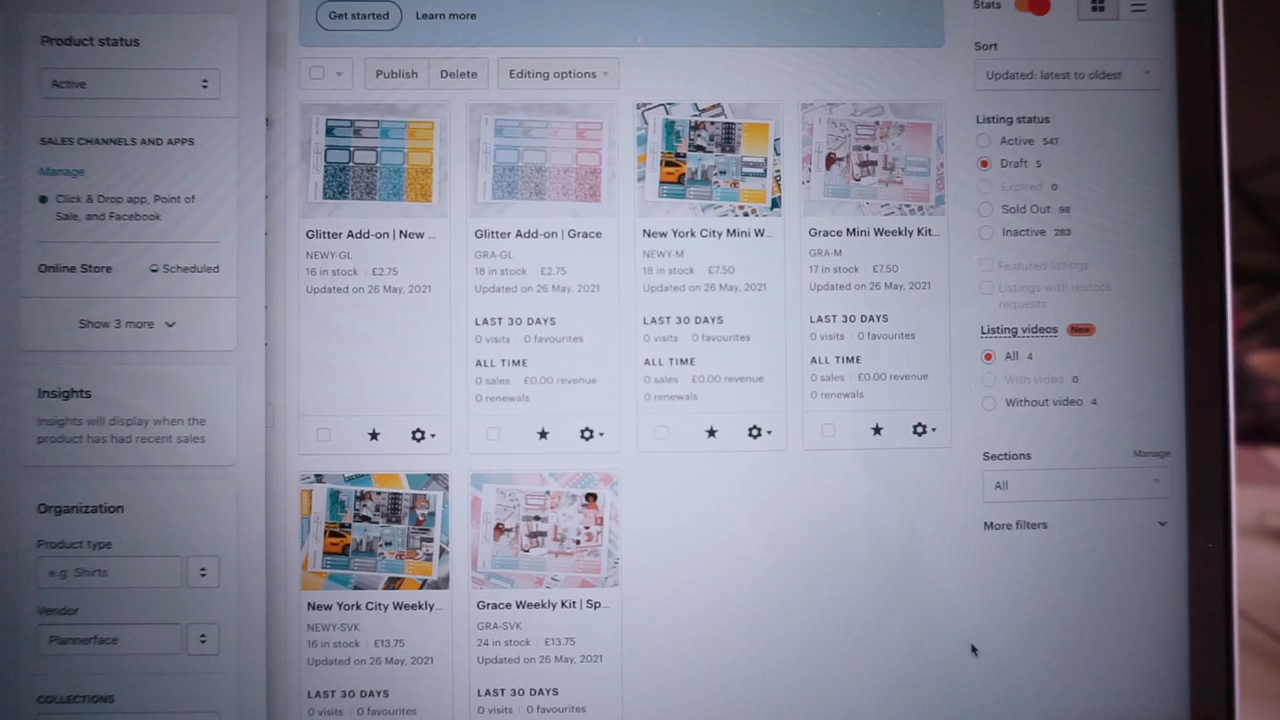 Product status
Active
SALES CHANNELS AND APPS
Manage
Click & Drop app, Point of
Sale, and Facebook
Online Store Scheduled
Show 3 more
Insights
Insights will display when the
product has had recent sales
Organization
Product type
e.g. Shirts
Vendor
Plannerface
COLLECTIONS
Get started Learn more
Publish Delete Editing options
Glitter Add-on | New ...
NEWY-GL
16 in stock £2.75
Updated on 26 May, 2021
Glitter Add-on | Grace
GRA-GL
18 in stock £2.75
Updated on 26 May, 2021
LAST 30 DAYS
0 visits 0 favourites
ALL TIME
0 sales £0.00 revenue
0 renewals
New York City Mini W...
NEWY-M
18 in stock £7.50
Updated on 26 May, 2021
LAST 30 DAYS
0 visits 0 favourites
ALL TIME
0 sales £0.00 revenue
0 renewals
Grace Mini Weekly Kit...
GRA-M
17 in stock £7.50
Updated on 26 May, 2021
LAST 30 DAYS
0 visits 0 favourites
ALL TIME
0 sales £0.00 revenue
0 renewals
New York City Weekly...
NEWY-SVK
16 in stock £13.75
Updated on 26 May, 2021
LAST 30 DAYS
0 visits 0 favourites
Grace Weekly Kit | Sp...
GRA-SVK
24 in stock £13.75
Updated on 26 May, 2021
LAST 30 DAYS
0 visits 0 favourites
Stats
Sort
Updated: latest to oldest
Listing status
Active 547
Draft 5
Expired 0
Sold Out 98
Inactive 283
Featured listings
Listings with restock
requests
Listing videos New
All 4
With video 0
Without video 4
Sections Manage
All
More filters